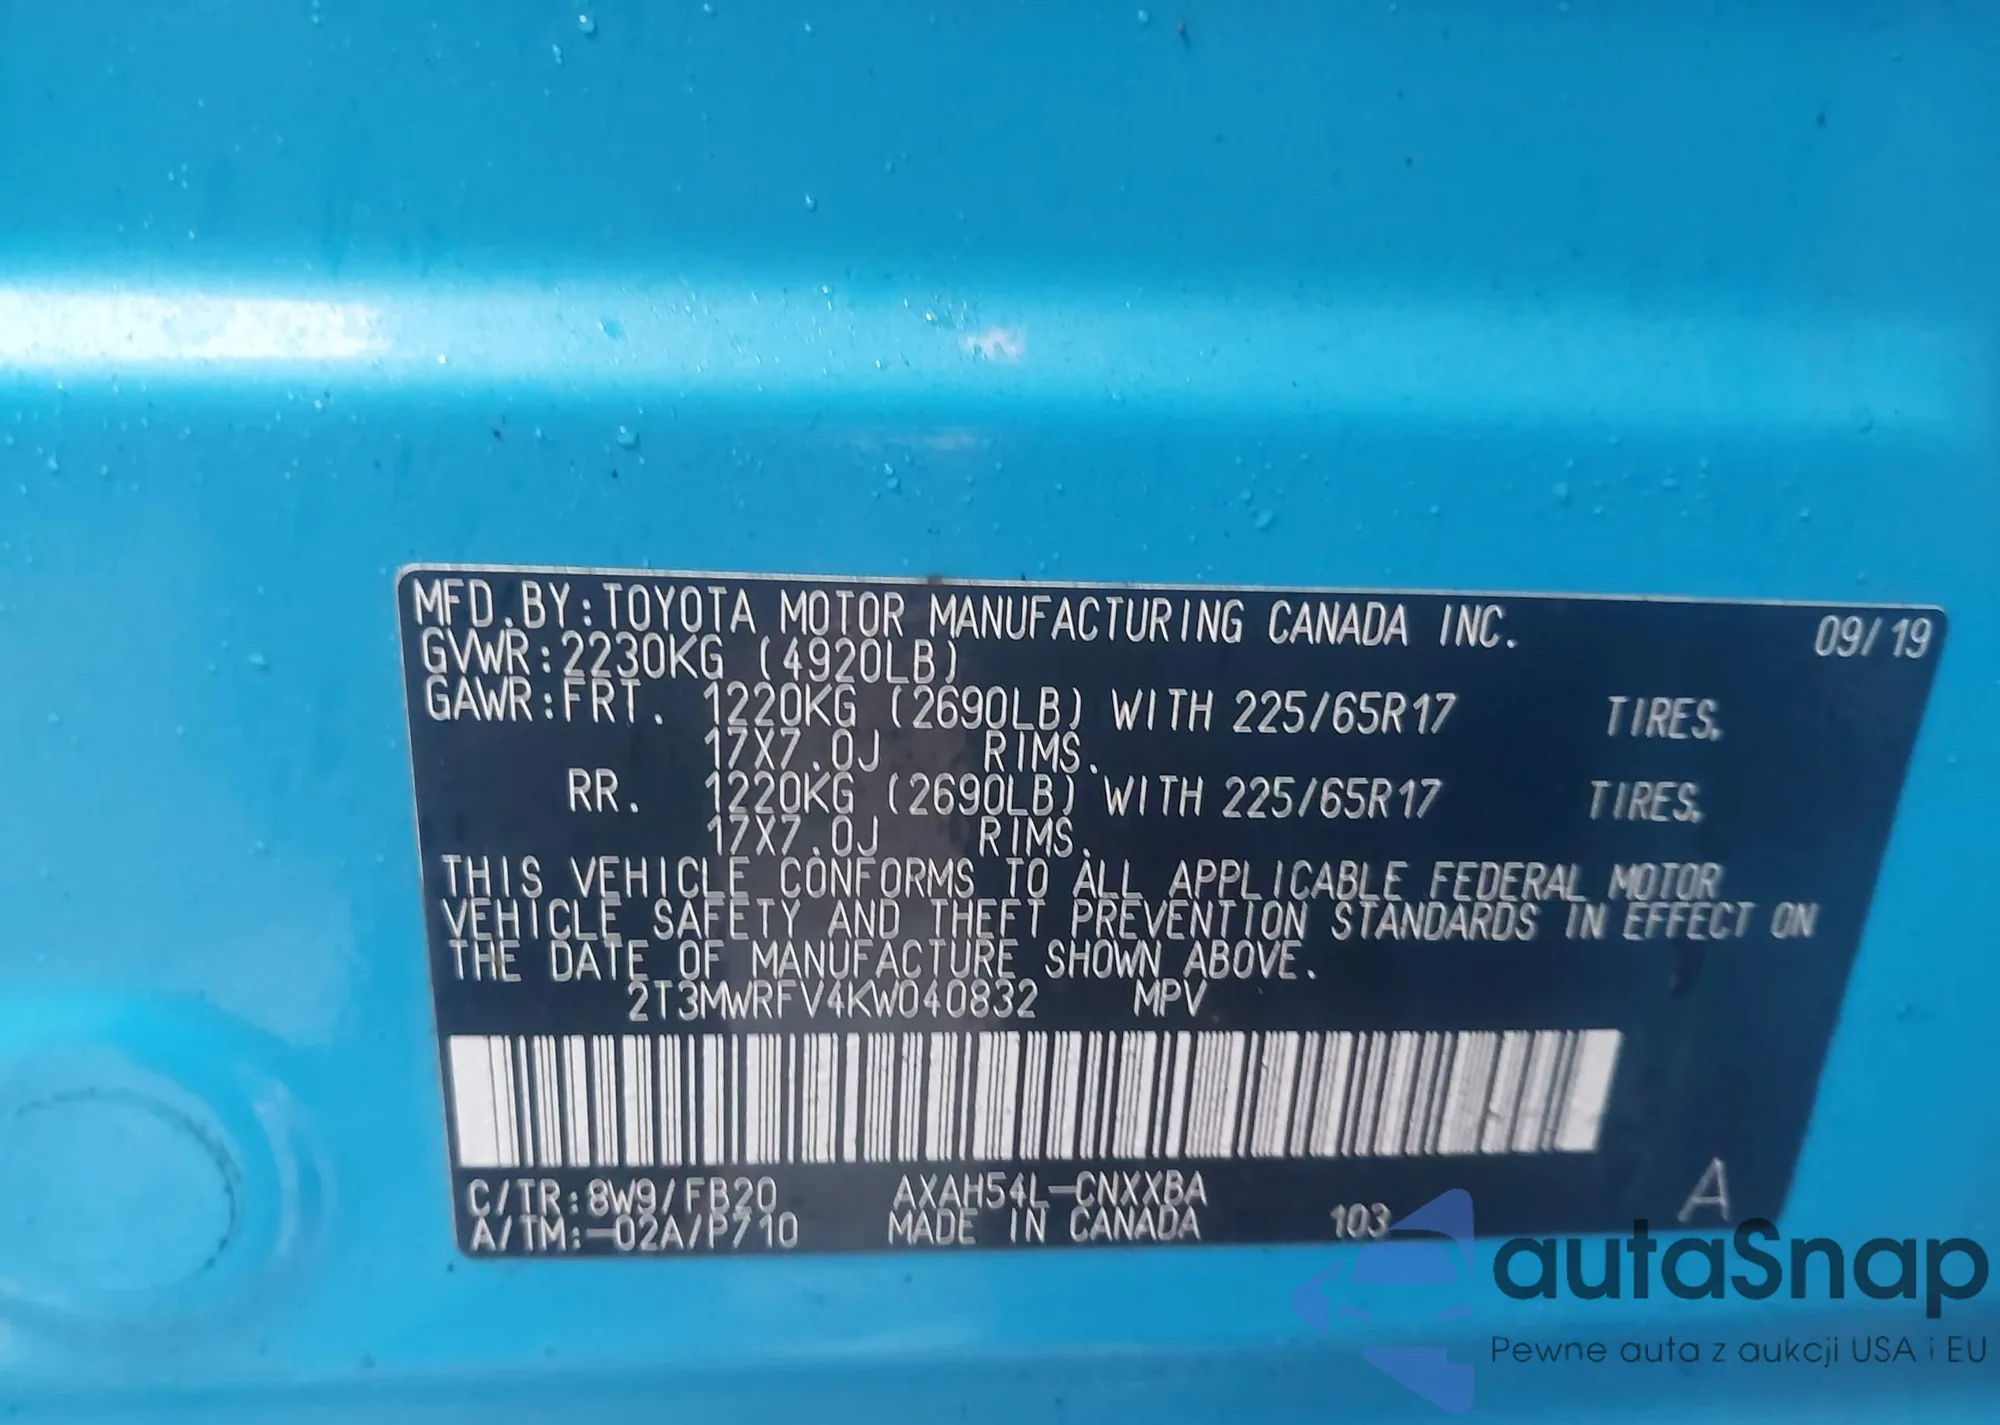 MFD.BY:TOYOTA MOTOR MANUFACTURING CANADA INC. 09/19
GVWR:2230KG (4920LB)
GAWR:FRT. 1220KG (2690LB) WITH 225/65R17 TIRES.
17X7.0J RIMS.
RR. 1220KG (2690LB) WITH 225/65R17 TIRES.
17X7.0J RIMS.
THIS VEHICLE CONFORMS TO ALL APPLICABLE FEDERAL MOTOR
VEHICLE SAFETY AND THEFT PREVENTION STANDARDS IN EFFECT ON
THE DATE OF MANUFACTURE SHOWN ABOVE.
2T3MWRFV4KW040832 MPV
C/TR:8W9/FB20 AXAH54L-CNXXBA
A/TM:-02A/P710 MADE IN CANADA 103 A
autaSnap
Pewne auta z aukcji USA i EU